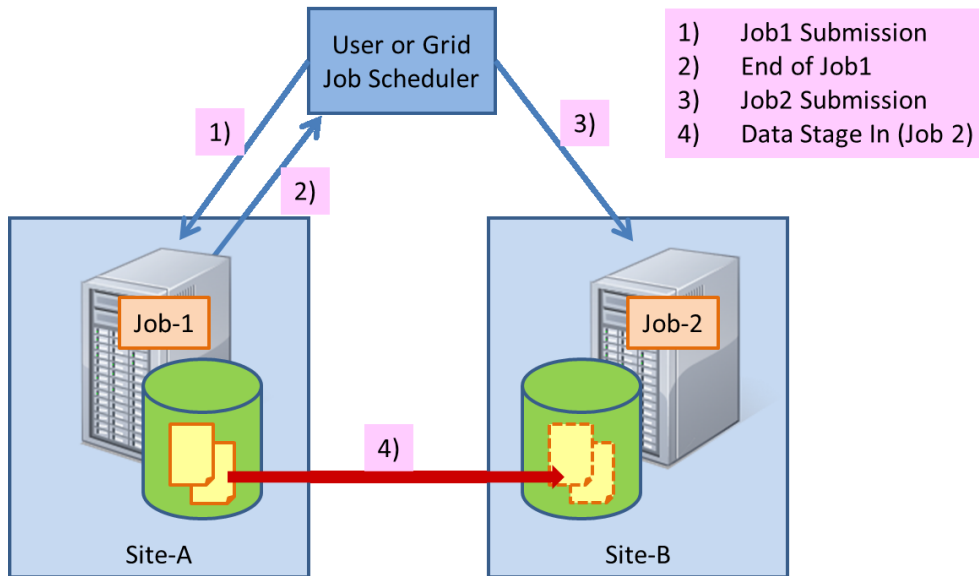 User or Grid
Job Scheduler
1) Job1 Submission
2) End of Job1
3) Job2 Submission
4) Data Stage In (Job 2)
1)
2)
3)
Job-1
Job-2
4)
Site-A
Site-B